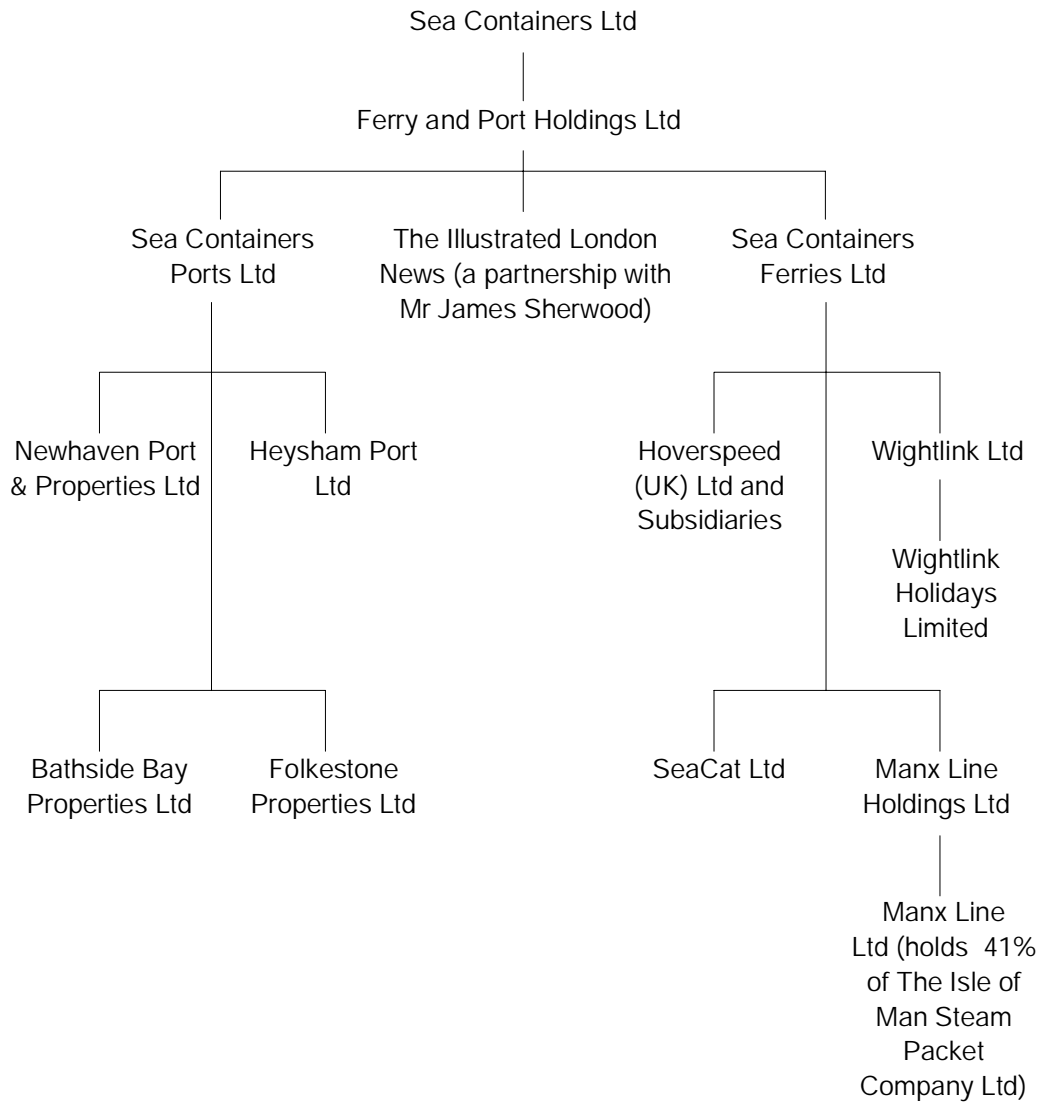 Sea Containers Ltd
Ferry and Port Holdings Ltd
Sea Containers
Ports Ltd
The Illustrated London
News (a partnership with
Mr James Sherwood)
Sea Containers
Ferries Ltd
Newhaven Port
& Properties Ltd
Heysham Port
Ltd
Hoverspeed
(UK) Ltd and
Subsidiaries
Wightlink Ltd
Wightlink
Holidays
Limited
Bathside Bay
Properties Ltd
Folkestone
Properties Ltd
SeaCat Ltd
Manx Line
Holdings Ltd
Manx Line
Ltd (holds 41%
of The Isle of
Man Steam
Packet
Company Ltd)